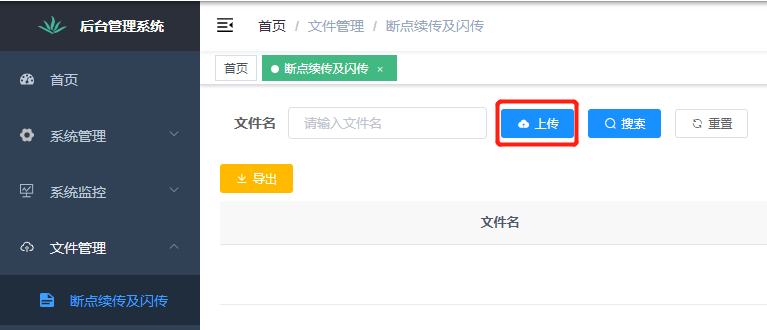 后台管理系统
首页 / 文件管理 / 断点续传及闪传
首页
断点续传及闪传 ×
首页
系统管理
系统监控
文件管理
断点续传及闪传
文件名 请输入文件名 上传 搜索 重置
导出
文件名